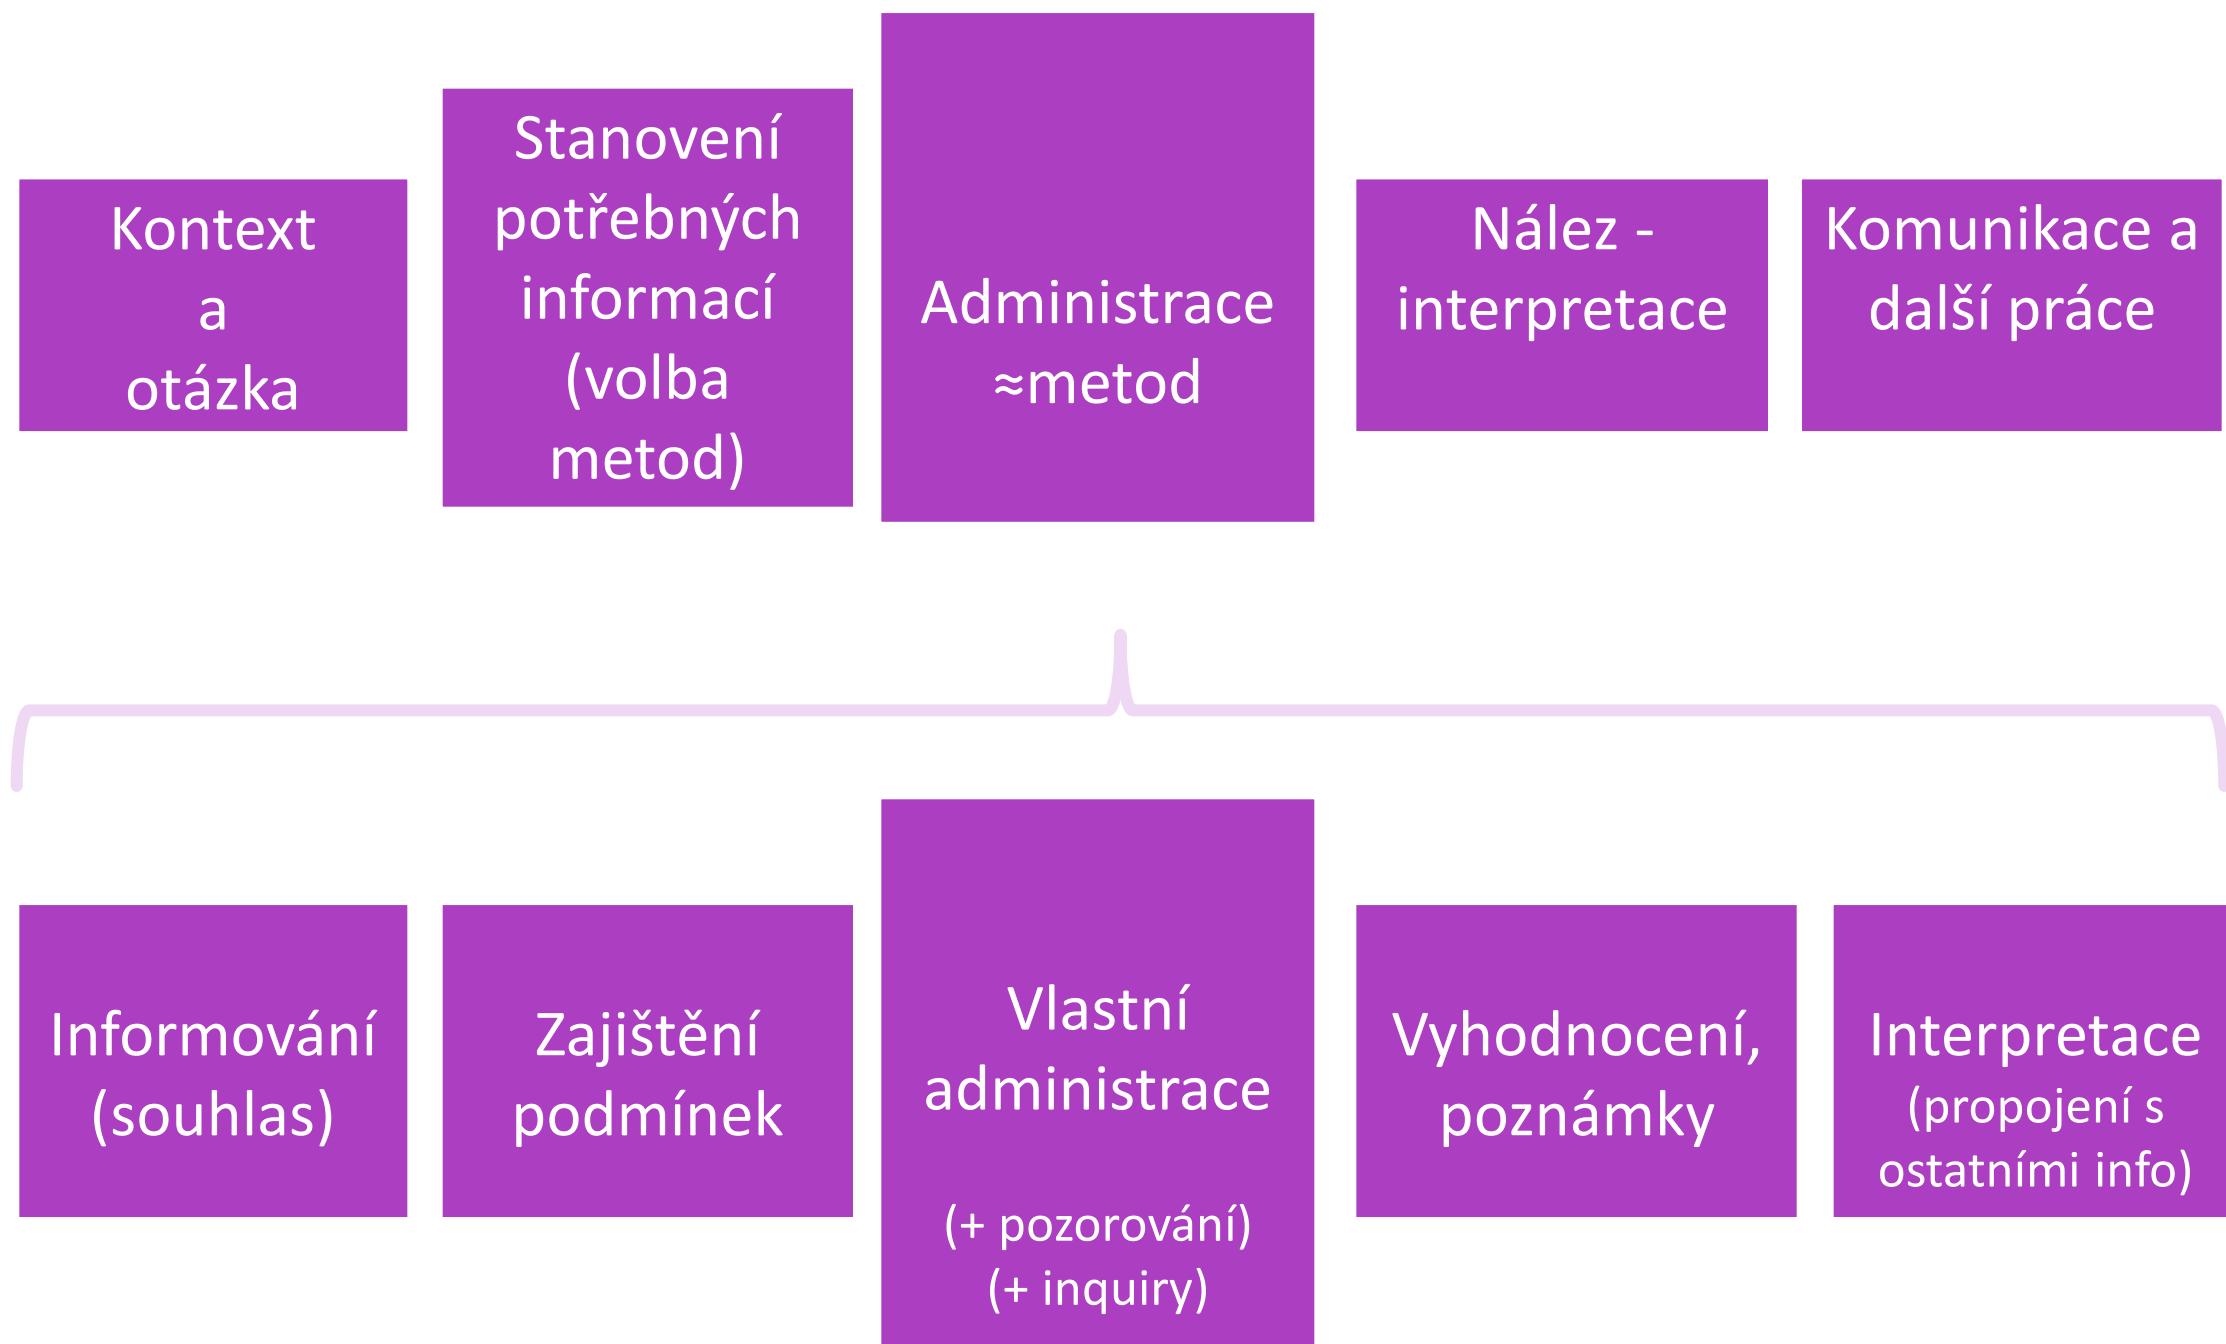 Kontext
a
otázka
Stanovení
potřebných
informací
(volba
metod)
Administrace
≈metod
Nález -
interpretace
Komunikace a
další práce
Informování
(souhlas)
Zajištění
podmínek
Vlastní
administrace
(+ pozorování)
(+ inquiry)
Vyhodnocení,
poznámky
Interpretace
(propojení s
ostatními info)